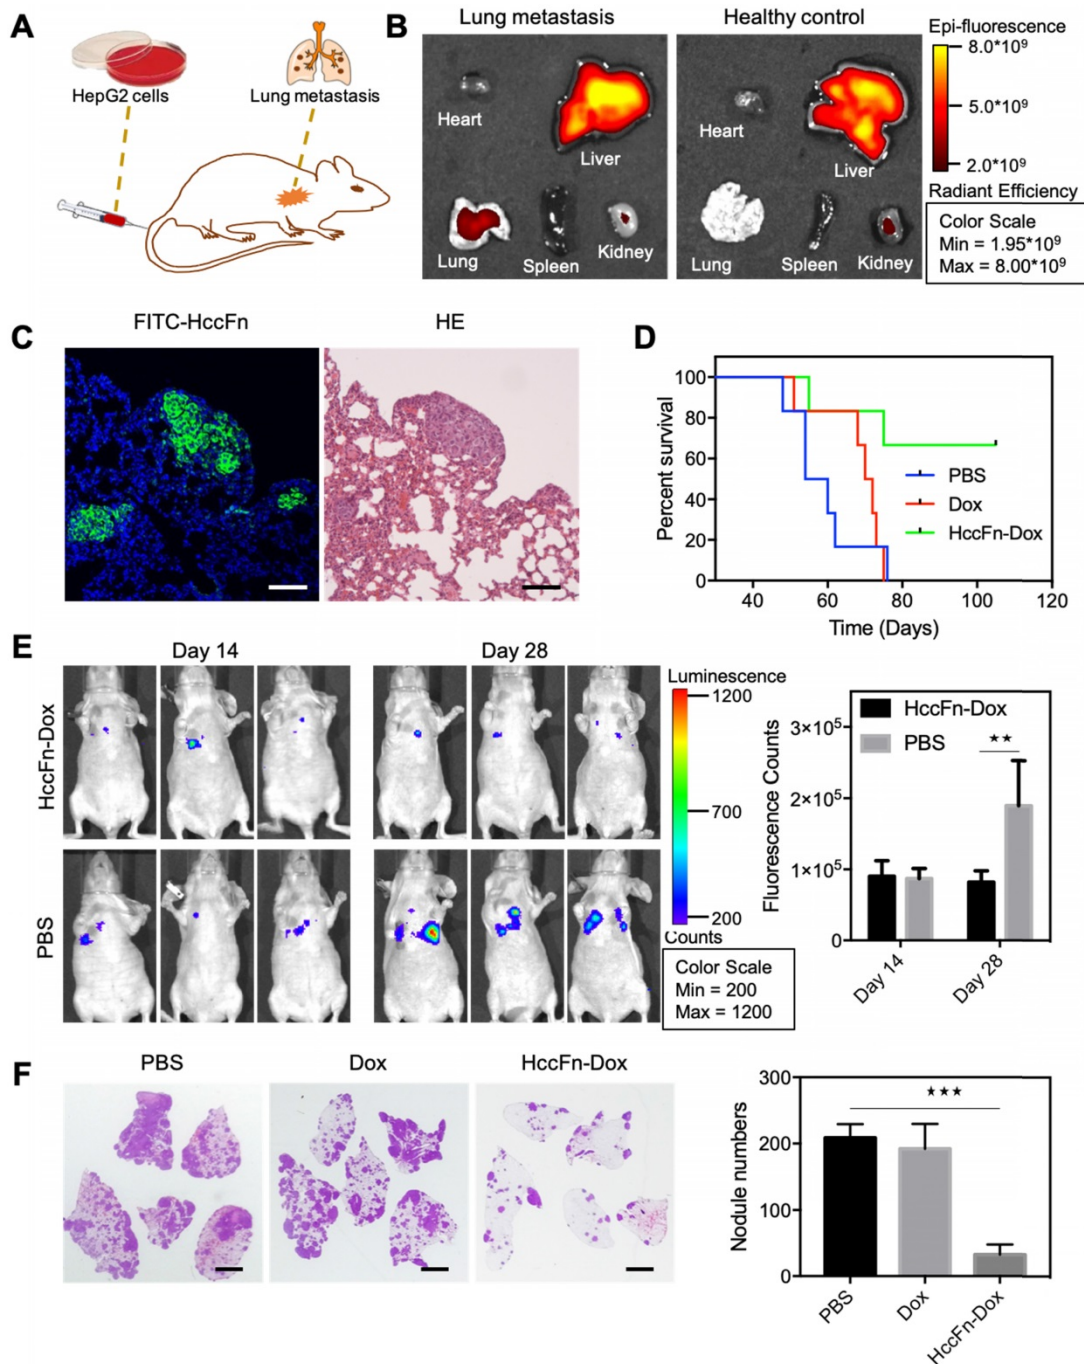 A
HepG2 cells
Lung metastasis
B
Lung metastasis
Healthy control
Heart
Liver
Lung
Spleen
Kidney
Heart
Liver
Lung
Spleen
Kidney
Epi-fluorescence
8.0*10⁹
5.0*10⁹
2.0*10⁹
Radiant Efficiency
Color Scale
Min = 1.95*10⁹
Max = 8.00*10⁹
C
FITC-HccFn
HE
D
Percent survival
100
80
60
40
20
0
PBS
Dox
HccFn-Dox
40
60
80
100
120
Time (Days)
E
Day 14
Day 28
HccFn-Dox
PBS
Luminescence
1200
700
200
Counts
Color Scale
Min = 200
Max = 1200
Fluorescence Counts
3×10⁵
2×10⁵
1×10⁵
0
HccFn-Dox
PBS
★★
Day 14
Day 28
F
PBS
Dox
HccFn-Dox
Nodule numbers
300
200
100
0
★★★
PBS
Dox
HccFn-Dox